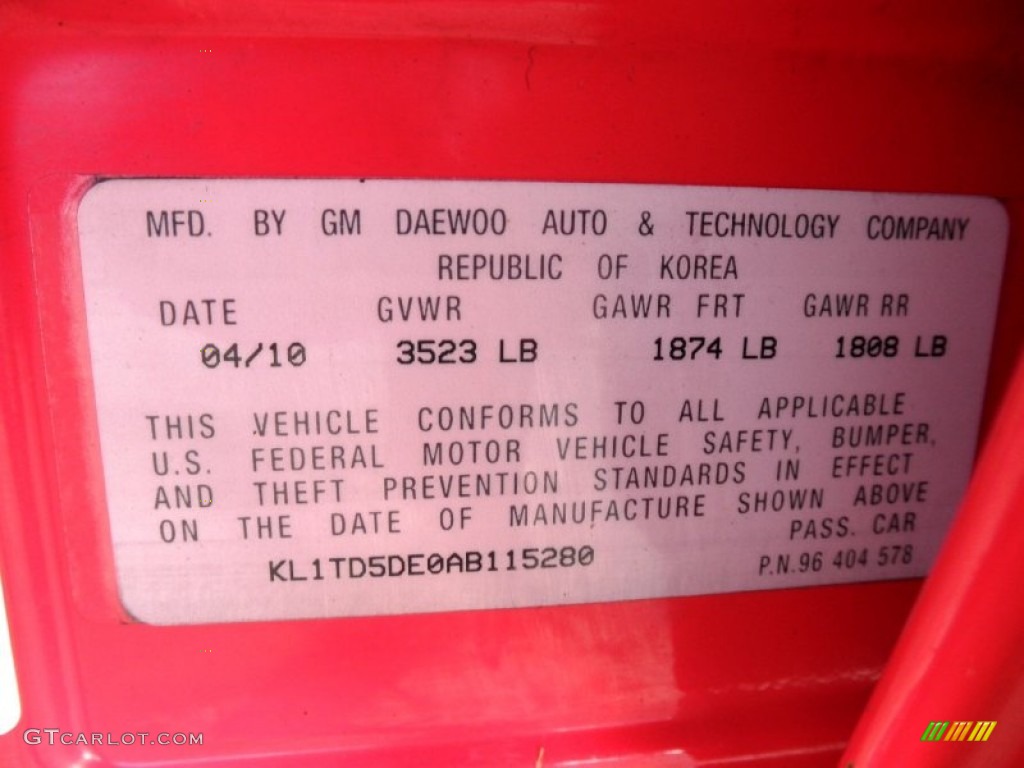 MFD. BY GM DAEWOO AUTO & TECHNOLOGY COMPANY
REPUBLIC OF KOREA
DATE GVWR GAWR FRT GAWR RR
04/10 3523 LB 1874 LB 1808 LB
THIS VEHICLE CONFORMS TO ALL APPLICABLE
U.S. FEDERAL MOTOR VEHICLE SAFETY, BUMPER,
AND THEFT PREVENTION STANDARDS IN EFFECT
ON THE DATE OF MANUFACTURE SHOWN ABOVE
PASS. CAR
KL1TD5DE0AB115280 P.N.96 404 578
GTCARLOT.COM